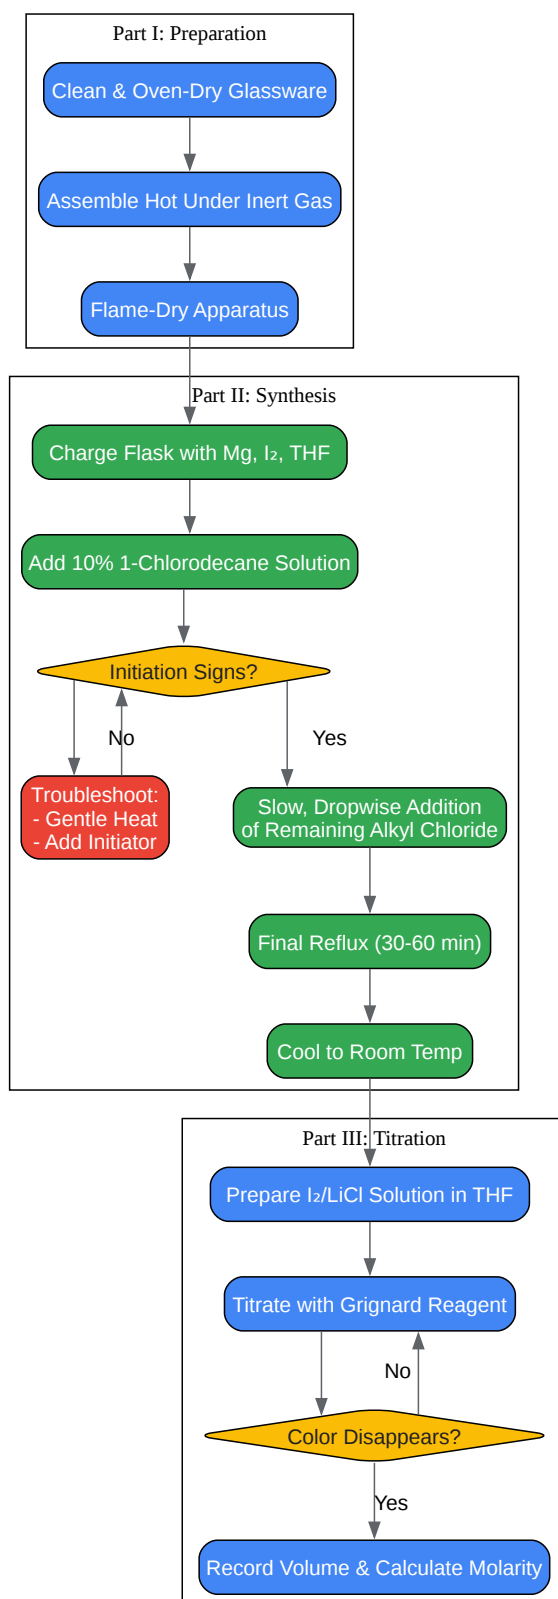 Part I: Preparation
Clean & Oven-Dry Glassware
Assemble Hot Under Inert Gas
Flame-Dry Apparatus
Part II: Synthesis
Charge Flask with Mg, I₂, THF
Add 10% 1-Chlorodecane Solution
Initiation Signs?
No
Yes
Troubleshoot:
- Gentle Heat
- Add Initiator
Slow, Dropwise Addition
of Remaining Alkyl Chloride
Final Reflux (30-60 min)
Cool to Room Temp
Part III: Titration
Prepare I₂/LiCl Solution in THF
Titrate with Grignard Reagent
No
Color Disappears?
Yes
Record Volume & Calculate Molarity